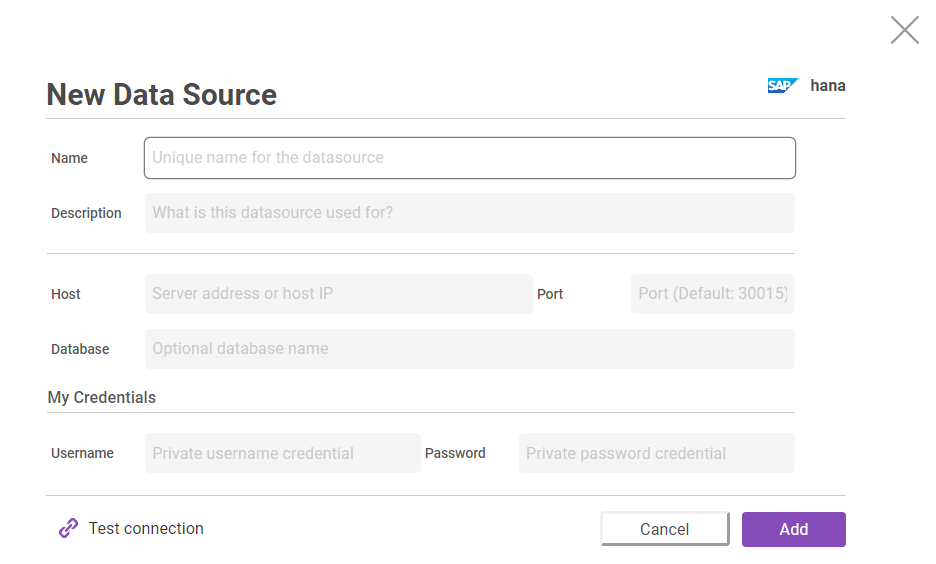 New Data Source
SAP hana
Name Unique name for the datasource
Description What is this datasource used for?
Host Server address or host IP Port Port (Default: 30015)
Database Optional database name
My Credentials
Username Private username credential Password Private password credential
Test connection Cancel Add